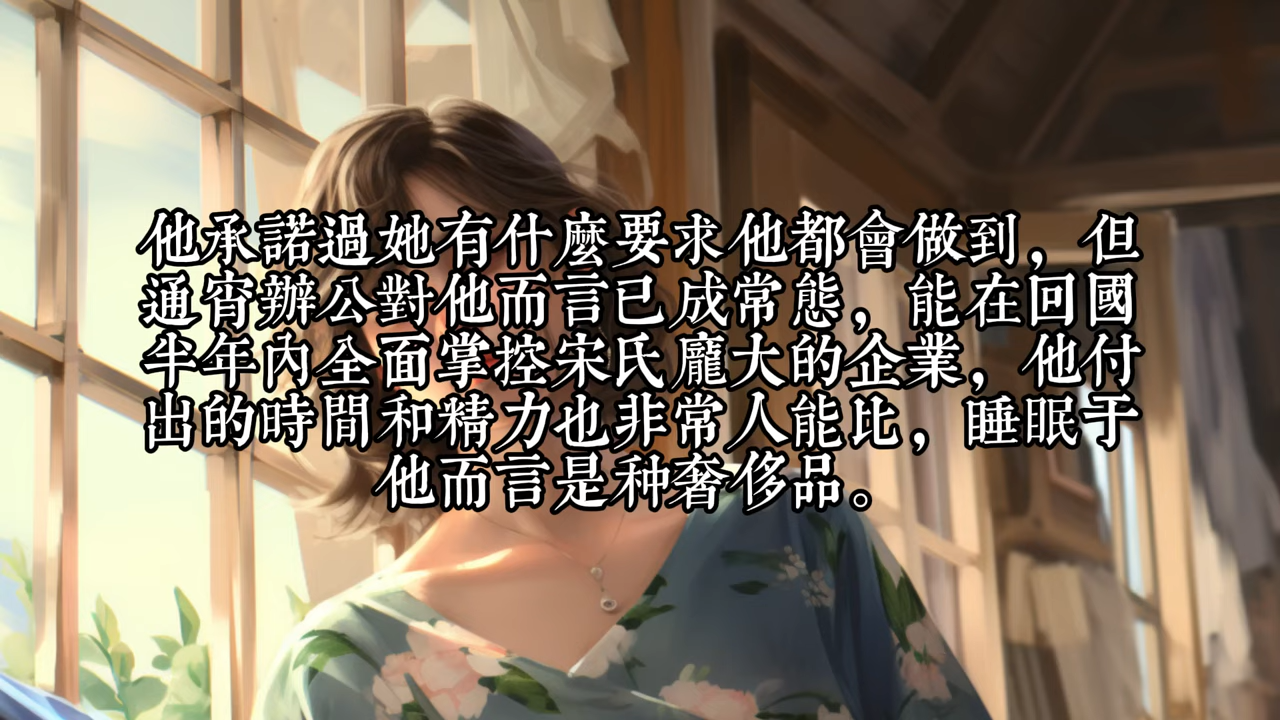 他承諾過她有什麼要求他都會做到，但
通宵辦公對他而言已成常態，能在回國
半年內全面掌控宋氏龐大的企業，他付
出的時間和精力也非常人能比，睡眠于
他而言是种奢侈品。